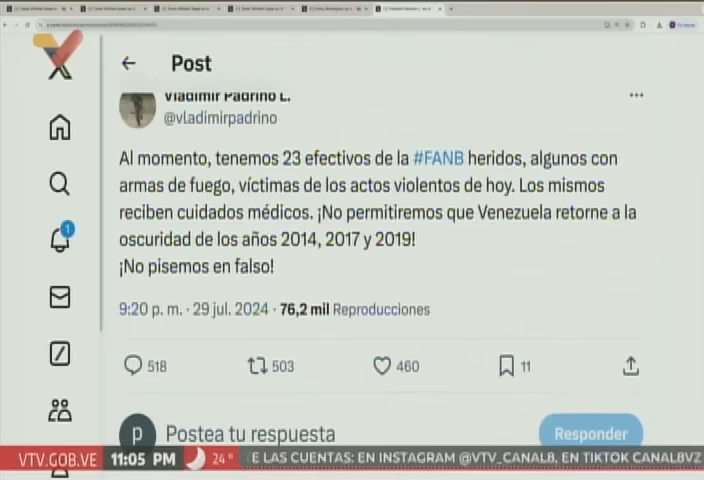 Post
Vladimir Padrino L.
@vladimirpadrino
Al momento, tenemos 23 efectivos de la #FANB heridos, algunos con
armas de fuego, víctimas de los actos violentos de hoy. Los mismos
reciben cuidados médicos. ¡No permitiremos que Venezuela retorne a la
oscuridad de los años 2014, 2017 y 2019!
¡No pisemos en falso!
9:20 p. m. · 29 jul. 2024 · 76,2 mil Reproducciones
518 503 460 11
1
p Postea tu respuesta Responder
VTV.GOB.VE 11:05 PM 24° E LAS CUENTAS: EN INSTAGRAM @VTV_CANAL8, EN TIKTOK CANAL8VZ